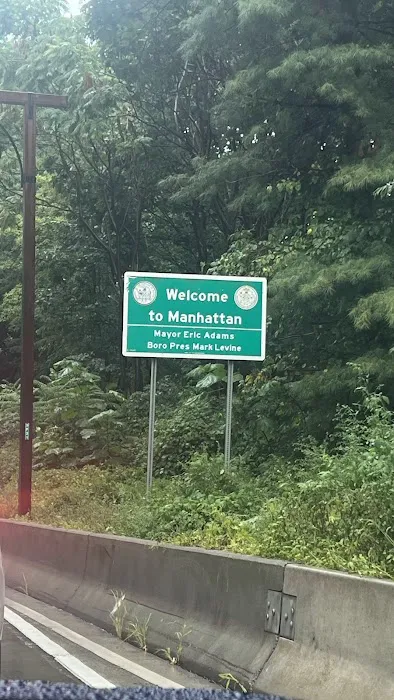 Welcome
to Manhattan
Mayor Eric Adams
Boro Pres Mark Levine